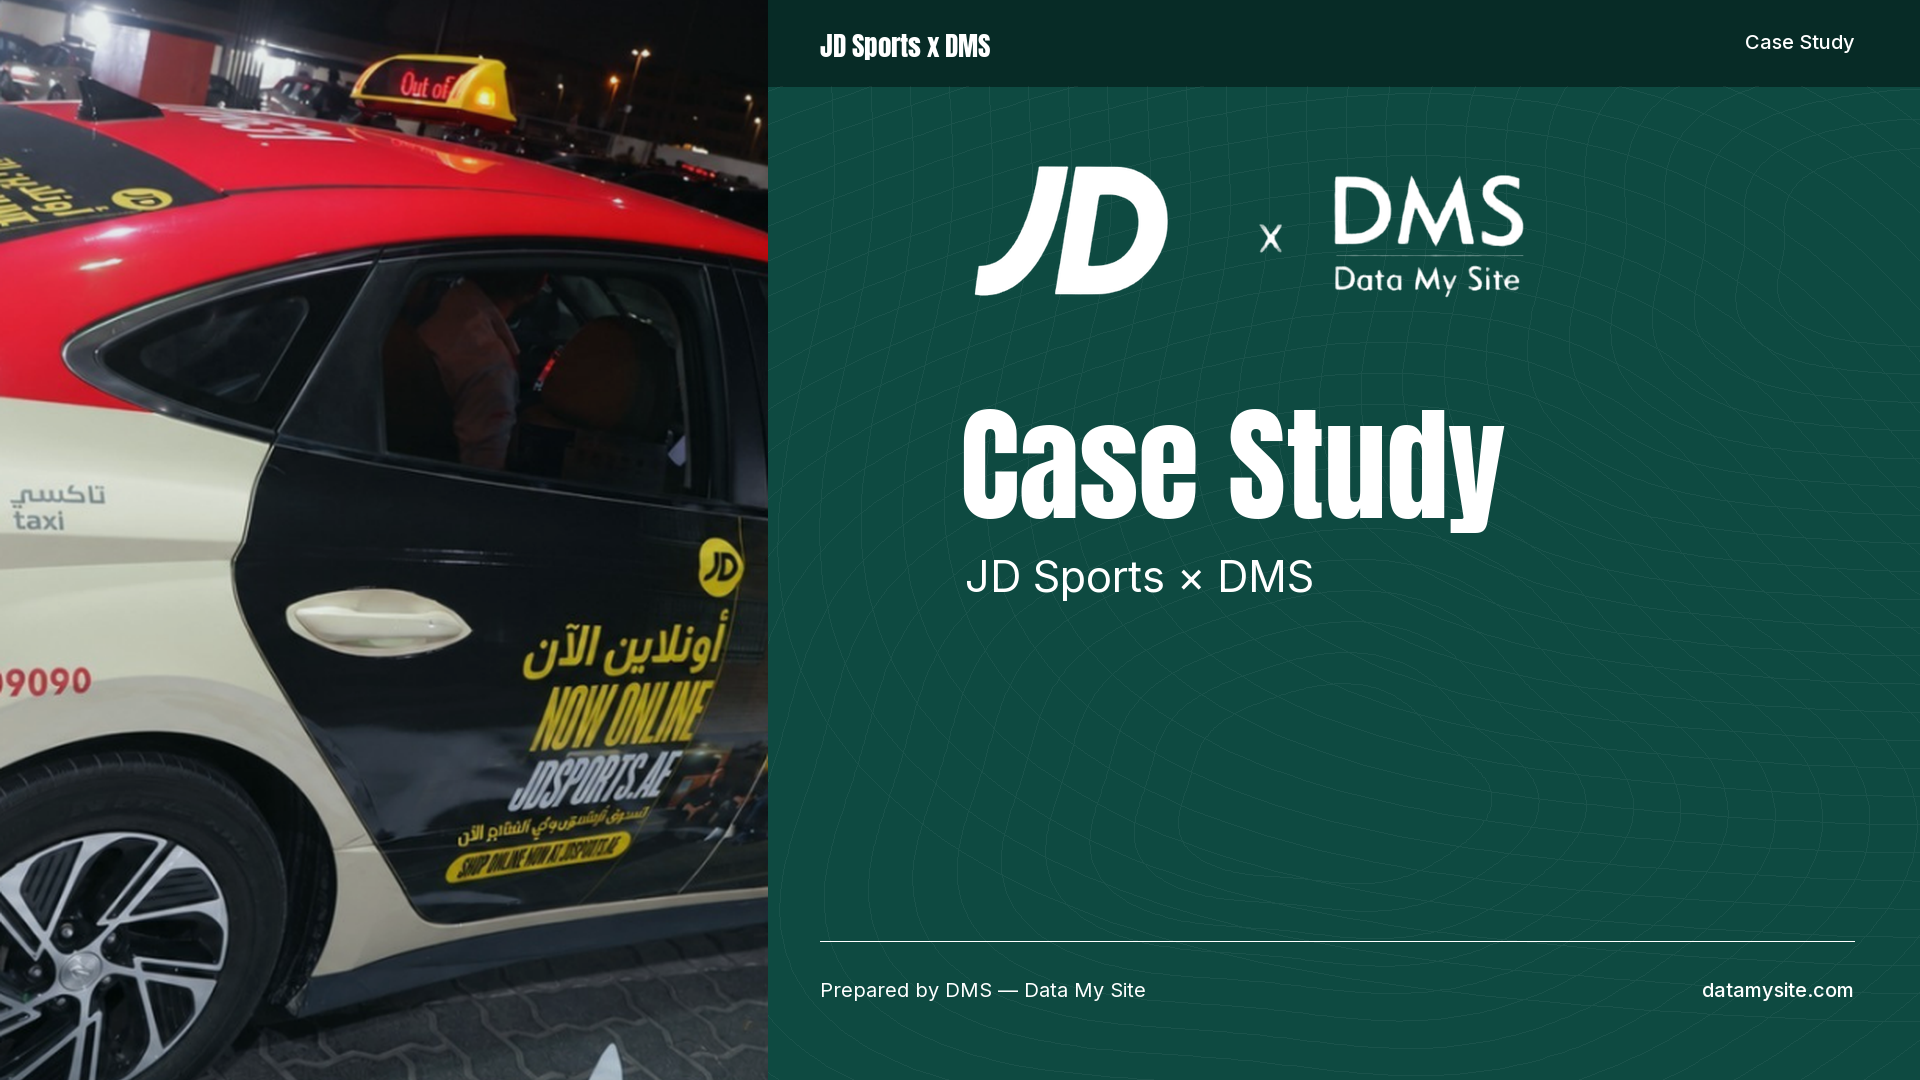 JD Sports x DMS
Case Study
JD
x
DMS
Data My Site
Case Study
JD Sports × DMS
Prepared by DMS — Data My Site
datamysite.com
Out of
JD
تاكسي
taxi
9090
JD
أونلاين الآن
NOW ONLINE
JDSPORTS.AE
SHOP ONLINE NOW AT JDSPORTS.AE